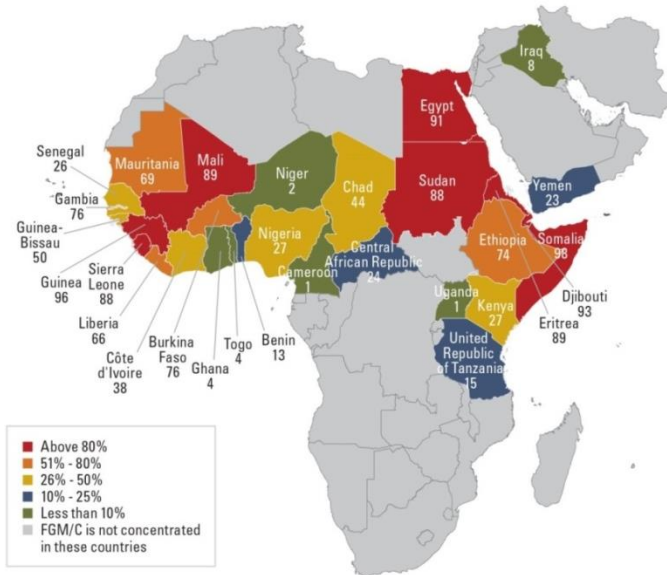 Iraq
8
Egypt
91
Mauritania
69
Mali
89
Niger
2
Chad
44
Sudan
88
Yemen
23
Senegal
26
Gambia
76
Guinea-
Bissau
50
Guinea
96
Sierra
Leone
88
Liberia
66
Côte
d'Ivoire
38
Burkina
Faso
76
Ghana
4
Togo
4
Benin
13
Nigeria
27
Cameroon
1
Central
African Republic
24
Ethiopia
74
Somalia
98
Djibouti
93
Eritrea
89
Uganda
1
Kenya
27
United
Republic
of Tanzania
15
Above 80%
51% - 80%
26% - 50%
10% - 25%
Less than 10%
FGM/C is not concentrated
in these countries